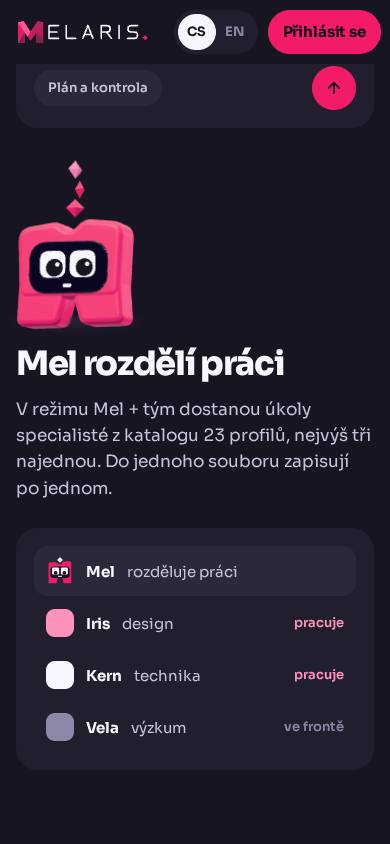 MELARIS.
CS EN
Přihlásit se
Plán a kontrola
Mel rozdělí práci
V režimu Mel + tým dostanou úkoly
specialisté z katalogu 23 profilů, nejvýš tři
najednou. Do jednoho souboru zapisují
po jednom.
Mel rozděluje práci
Iris design pracuje
Kern technika pracuje
Vela výzkum ve frontě